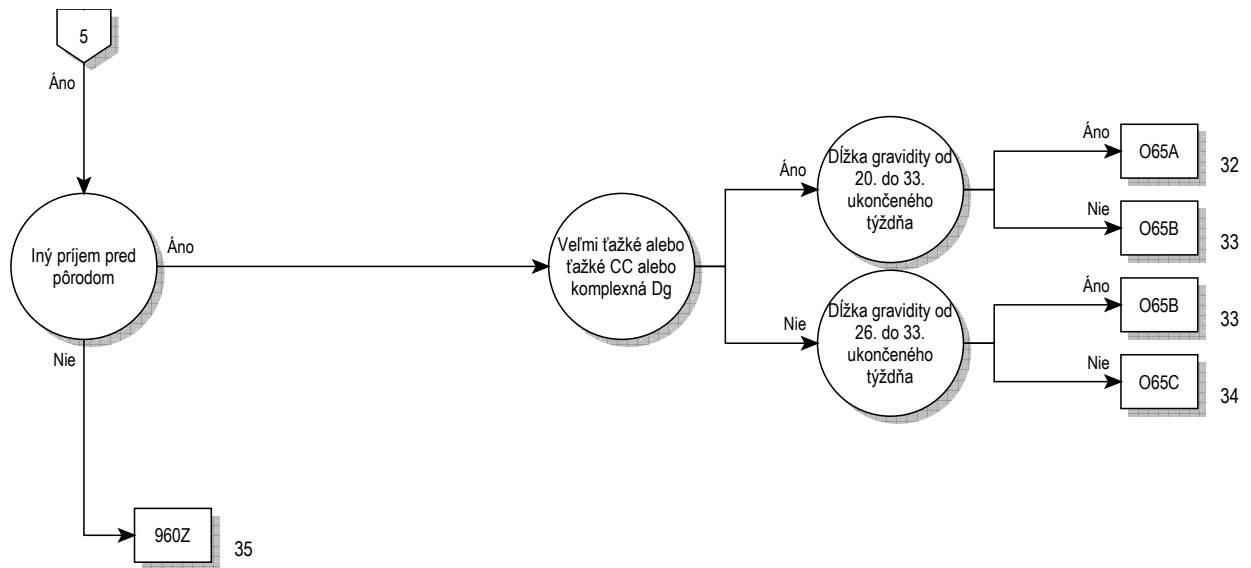 5
Áno
Iný príjem pred
pôrodom
Áno
Nie
Veľmi ťažké alebo
ťažké CC alebo
komplexná Dg
Áno
Nie
Dĺžka gravidity od
20. do 33.
ukončeného
týždňa
Áno
O65A
32
Nie
O65B
33
Dĺžka gravidity od
26. do 33.
ukončeného
týždňa
Áno
O65B
33
Nie
O65C
34
960Z
35